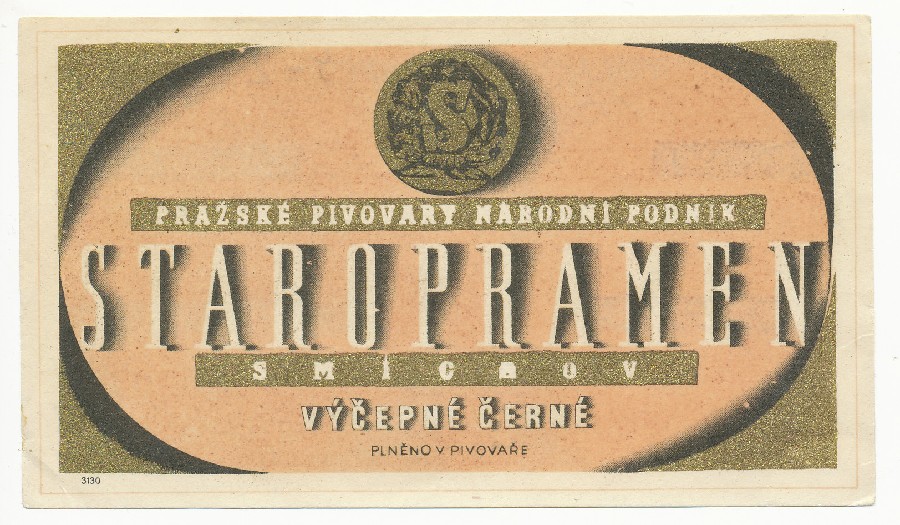 S
PRAŽSKÉ PIVOVARY NÁRODNÍ PODNIK
STAROPRAMEN
SMÍCHOV
VÝČEPNÉ ČERNÉ
PLNĚNO V PIVOVAŘE
3130